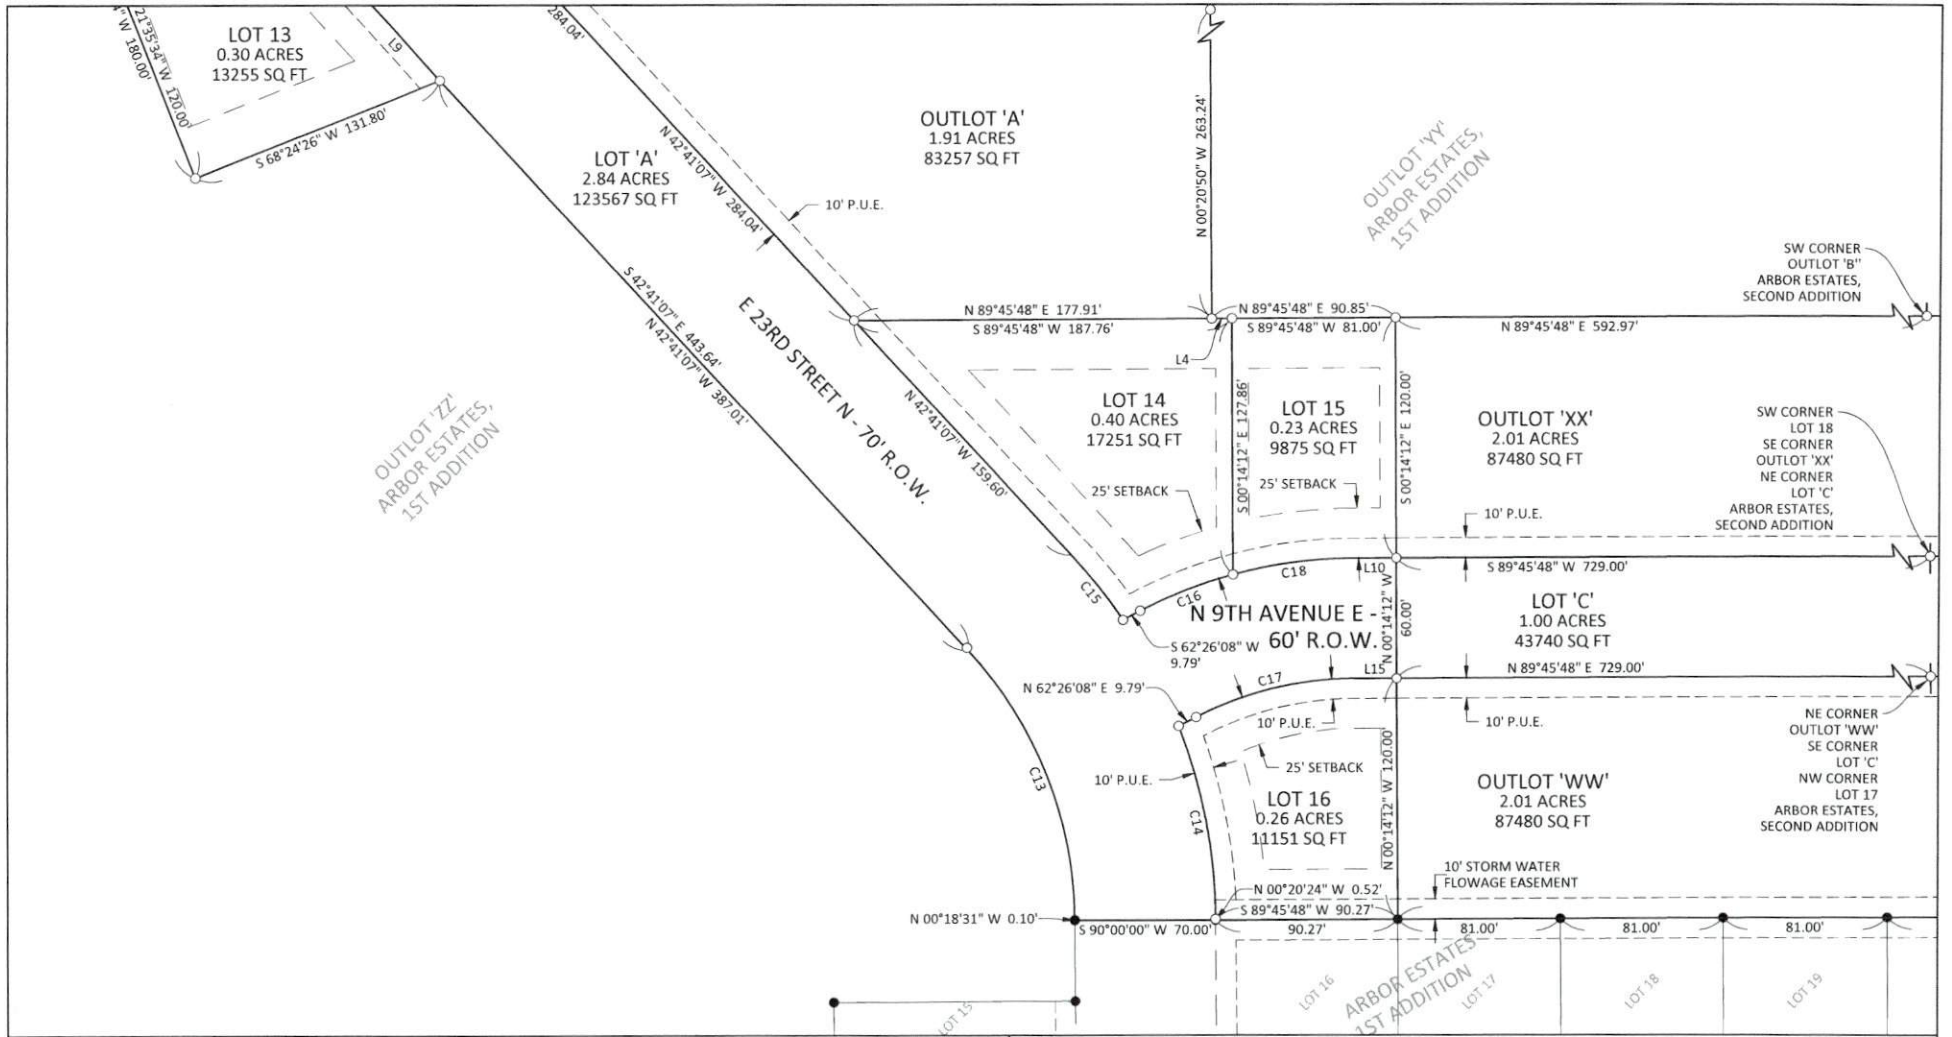 LOT 13
0.30 ACRES
13255 SQ FT
" W 180.00'
21°35'34" W 120.00'
S 68°24'26" W 131.80'
L9
284.04'
LOT 'A'
2.84 ACRES
123567 SQ FT
N 42°41'07" W 284.04'
10' P.U.E.
OUTLOT 'A'
1.91 ACRES
83257 SQ FT
N 00°20'50" W 263.24'
OUTLOT 'YY'
ARBOR ESTATES,
1ST ADDITION
SW CORNER
OUTLOT 'B"
ARBOR ESTATES,
SECOND ADDITION
S 42°41'07" E 443.64'
N 42°41'07" W 387.01'
E 23RD STREET N - 70' R.O.W.
N 89°45'48" E 177.91'
S 89°45'48" W 187.76'
N 89°45'48" E 90.85'
S 89°45'48" W 81.00'
N 89°45'48" E 592.97'
L4
OUTLOT 'ZZ'
ARBOR ESTATES,
1ST ADDITION
N 42°41'07" W 159.60'
LOT 14
0.40 ACRES
17251 SQ FT
25' SETBACK
S 00°14'12" E 127.86'
LOT 15
0.23 ACRES
9875 SQ FT
25' SETBACK
S 00°14'12" E 120.00'
OUTLOT 'XX'
2.01 ACRES
87480 SQ FT
10' P.U.E.
SW CORNER
LOT 18
SE CORNER
OUTLOT 'XX'
NE CORNER
LOT 'C'
ARBOR ESTATES,
SECOND ADDITION
C15
C16
C18
L10
S 89°45'48" W 729.00'
N 9TH AVENUE E -
60' R.O.W.
N 00°14'12" W
60.00'
LOT 'C'
1.00 ACRES
43740 SQ FT
S 62°26'08" W
9.79'
N 62°26'08" E 9.79'
C17
L15
N 89°45'48" E 729.00'
10' P.U.E.
10' P.U.E.
C13
10' P.U.E.
C14
25' SETBACK
LOT 16
0.26 ACRES
11151 SQ FT
N 00°14'12" W 120.00'
OUTLOT 'WW'
2.01 ACRES
87480 SQ FT
NE CORNER
OUTLOT 'WW'
SE CORNER
LOT 'C'
NW CORNER
LOT 17
ARBOR ESTATES,
SECOND ADDITION
10' STORM WATER
FLOWAGE EASEMENT
N 00°20'24" W 0.52'
N 00°18'31" W 0.10'
S 90°00'00" W 70.00'
S 89°45'48" W 90.27'
90.27'
81.00'
81.00'
81.00'
LOT 15
LOT 16
ARBOR ESTATES
1ST ADDITION
LOT 17
LOT 18
LOT 19